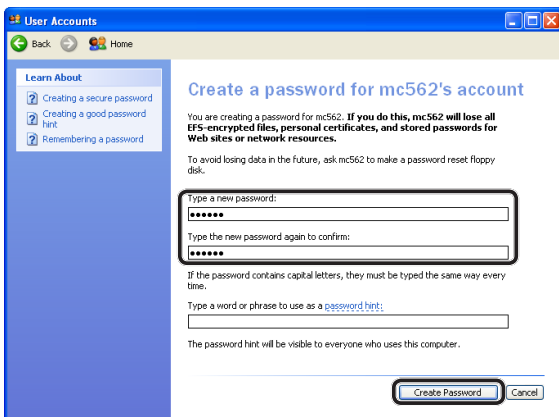 User Accounts
Back Home
Learn About
Creating a secure password
Creating a good password
hint
Remembering a password
Create a password for mc562's account
You are creating a password for mc562. If you do this, mc562 will lose all
EFS-encrypted files, personal certificates, and stored passwords for
Web sites or network resources.
To avoid losing data in the future, ask mc562 to make a password reset floppy
disk.
Type a new password:
●●●●●●
Type the new password again to confirm:
●●●●●●
If the password contains capital letters, they must be typed the same way every
time.
Type a word or phrase to use as a password hint:
The password hint will be visible to everyone who uses this computer.
Create Password Cancel